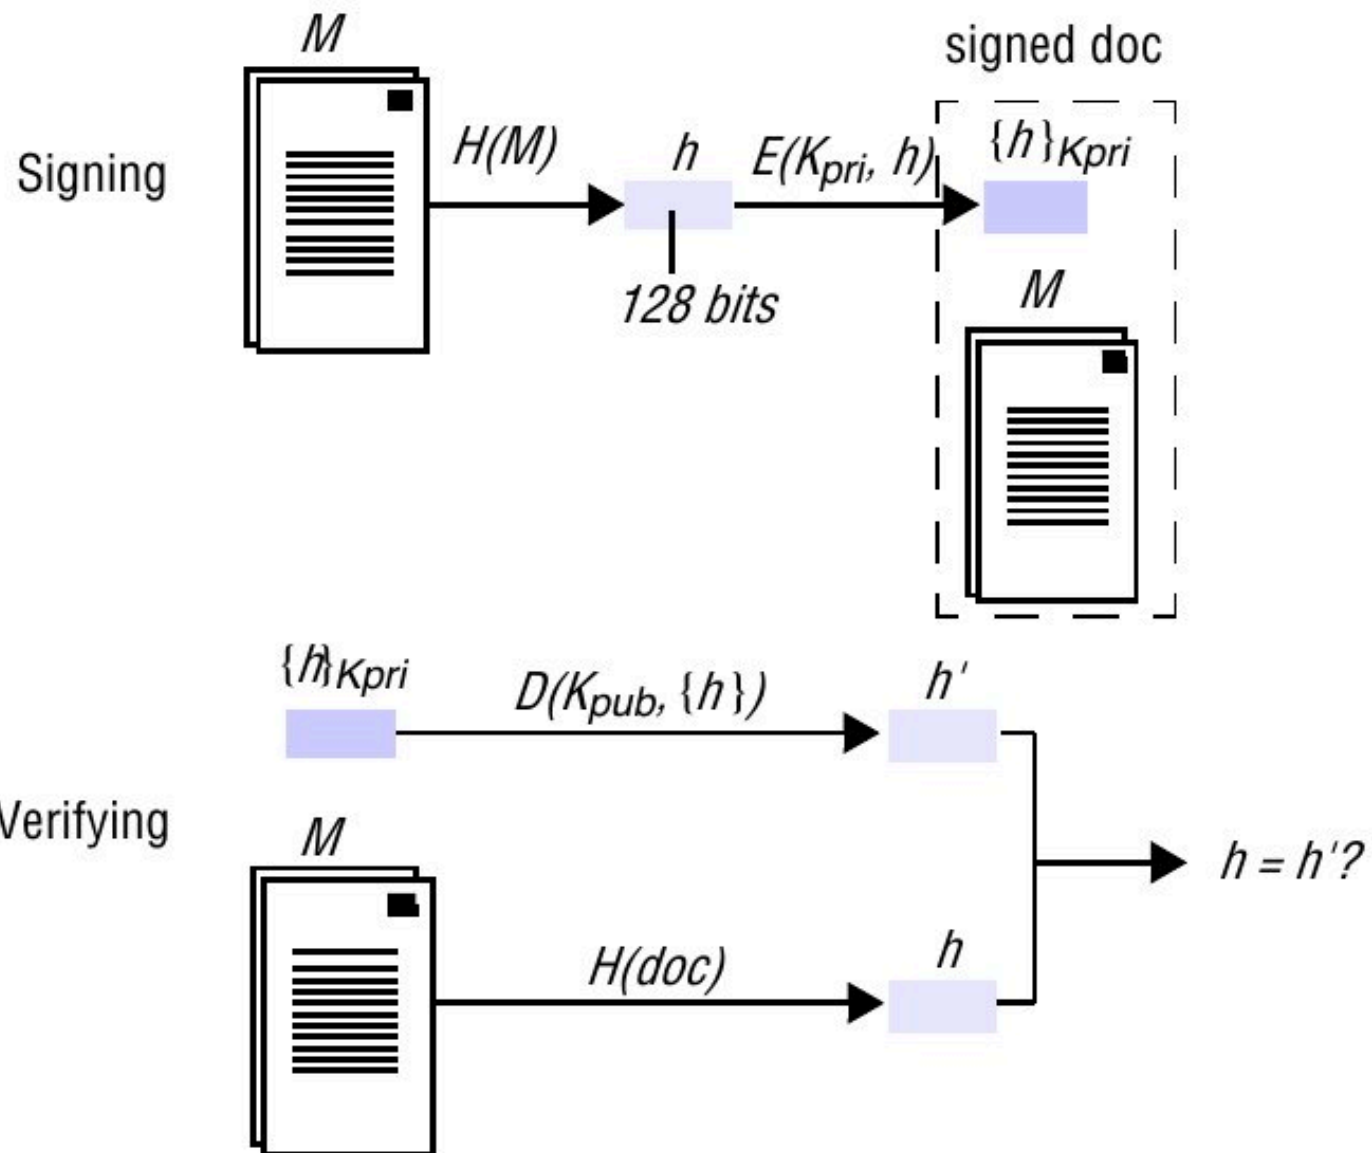 M
signed doc
Signing
H(M)
h
E(Kpri, h)
{h}Kpri
128 bits
M
{h}Kpri
D(Kpub, {h})
h'
Verifying
M
h = h'?
H(doc)
h